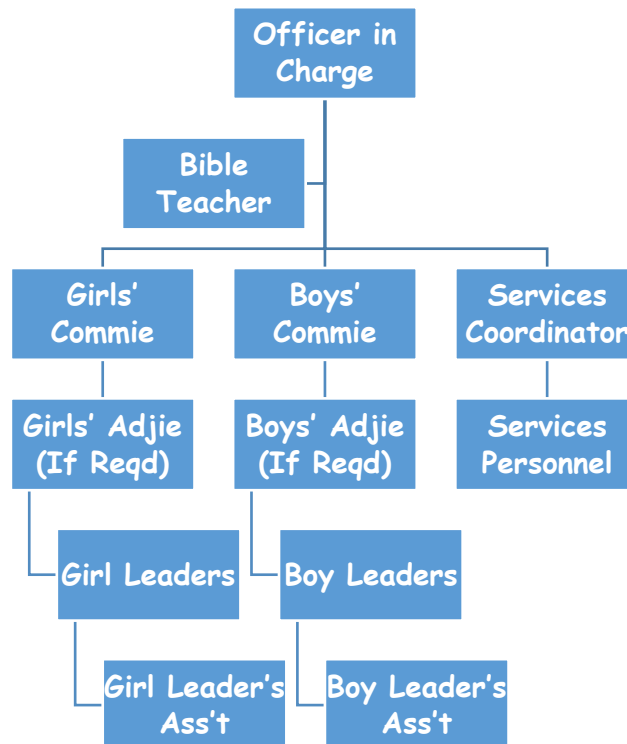 Officer in
Charge
Bible
Teacher
Girls’
Commie
Boys’
Commie
Services
Coordinator
Girls’ Adjie
(If Reqd)
Boys’ Adjie
(If Reqd)
Services
Personnel
Girl Leaders
Boy Leaders
Girl Leader’s
Ass’t
Boy Leader’s
Ass’t